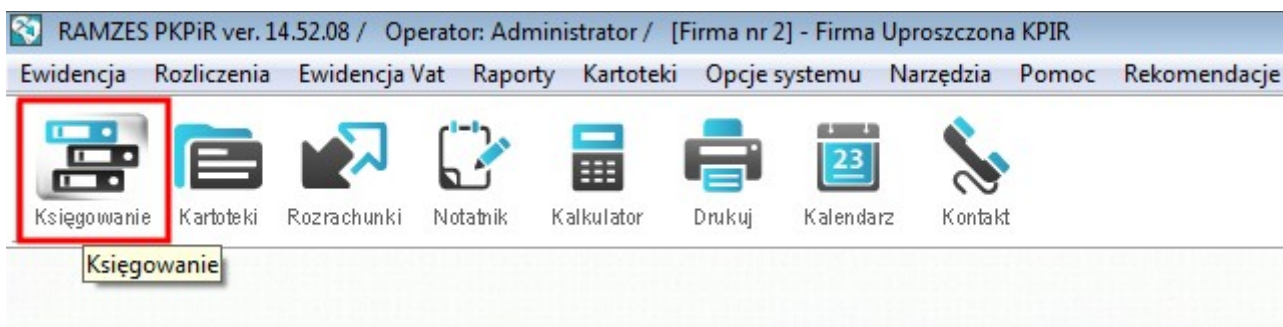 RAMZES PKPiR ver. 14.52.08 / Operator: Administrator / [Firma nr 2] - Firma Uproszczona KPIR
Ewidencja Rozliczenia Ewidencja Vat Raporty Kartoteki Opcje systemu Narzędzia Pomoc Rekomendacje
23
Księgowanie Kartoteki Rozrachunki Notatnik Kalkulator Drukuj Kalendarz Kontakt
Księgowanie